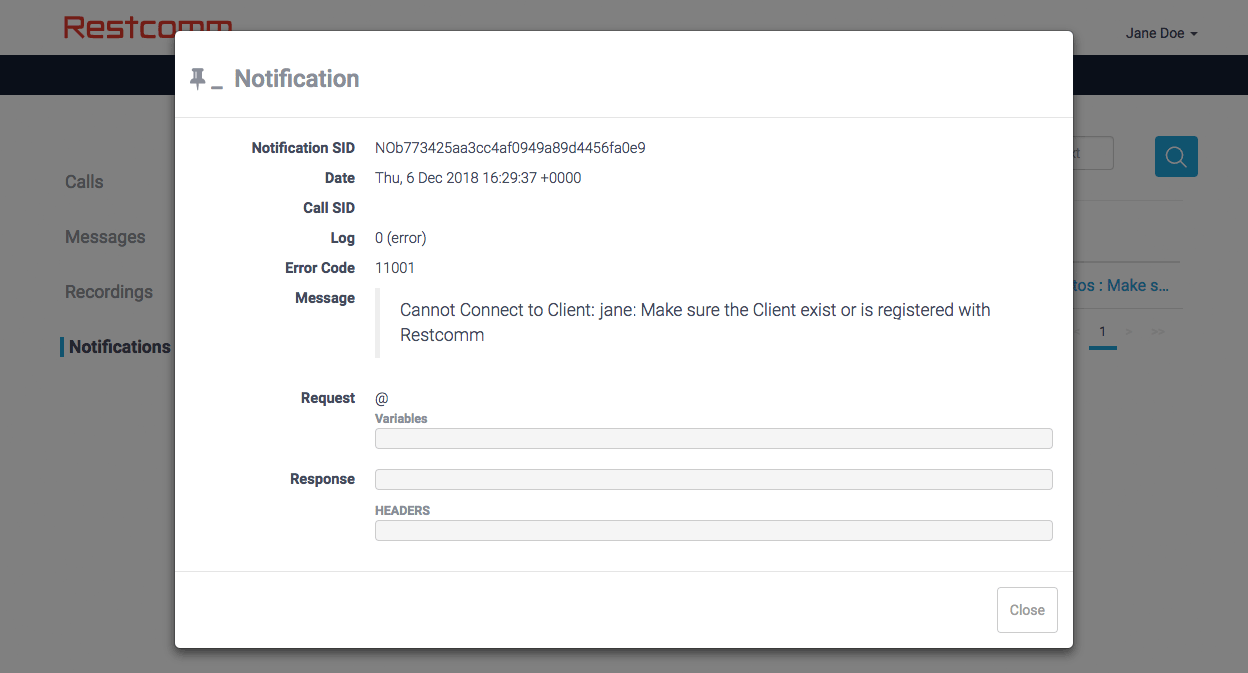 Restcomm
Jane Doe
Notification
Notification SID NOb773425aa3cc4af0949a89d4456fa0e9
Date Thu, 6 Dec 2018 16:29:37 +0000
Call SID
Log 0 (error)
Error Code 11001
Message Cannot Connect to Client: jane: Make sure the Client exist or is registered with
Restcomm
Request @
Variables
Response
HEADERS
Close
Calls
Messages
Recordings
Notifications
tos : Make s...
1 > >>